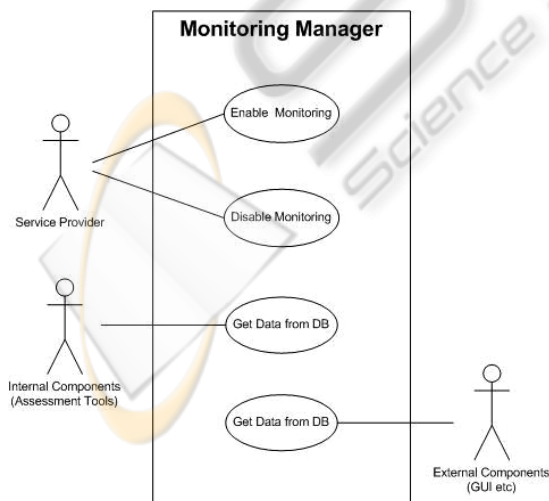 Monitoring Manager
Enable Monitoring
Service Provider
Disable Monitoring
Get Data from DB
Internal Components
(Assessment Tools)
Get Data from DB
External Components
(GUI etc)
Science